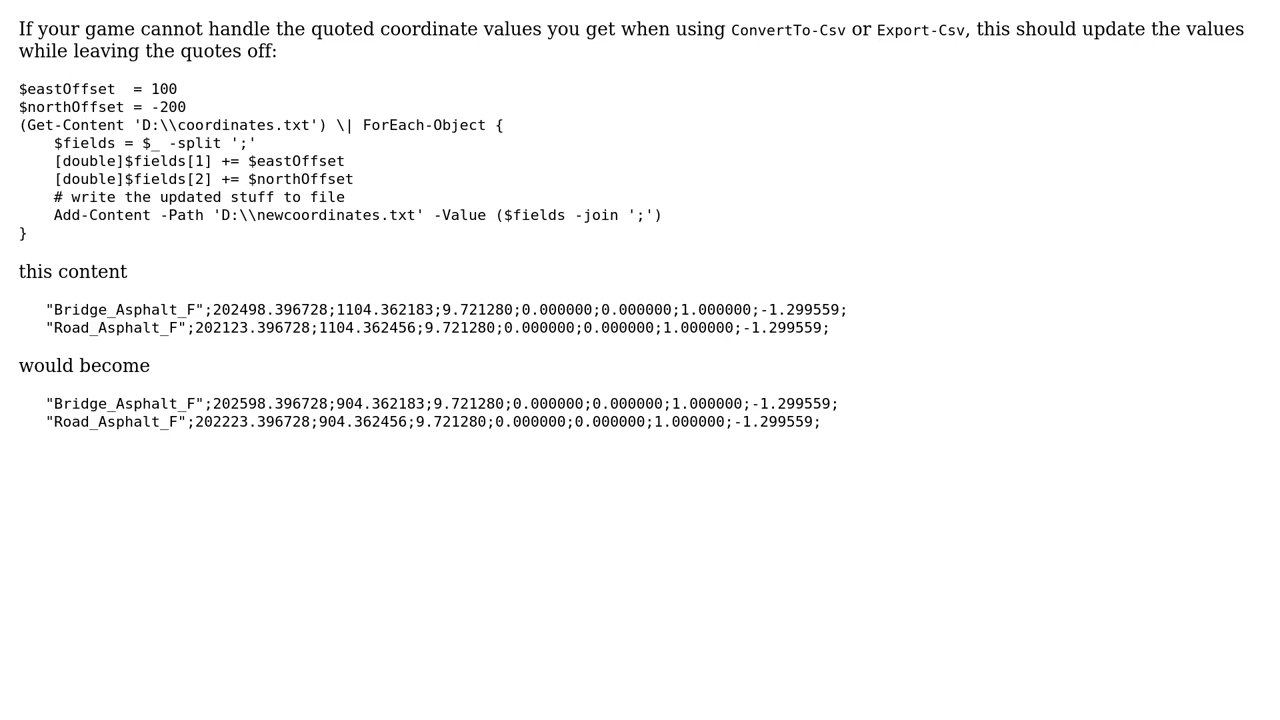 If your game cannot handle the quoted coordinate values you get when using ConvertTo-Csv or Export-Csv, this should update the values
while leaving the quotes off:
$eastOffset  = 100
$northOffset = -200
(Get-Content 'D:\\coordinates.txt') \| ForEach-Object {
    $fields = $_ -split ';'
    [double]$fields[1] += $eastOffset
    [double]$fields[2] += $northOffset
    # write the updated stuff to file
    Add-Content -Path 'D:\\newcoordinates.txt' -Value ($fields -join ';')
}
this content
   "Bridge_Asphalt_F";202498.396728;1104.362183;9.721280;0.000000;0.000000;1.000000;-1.299559;
    "Road_Asphalt_F";202123.396728;1104.362456;9.721280;0.000000;0.000000;1.000000;-1.299559;
would become
   "Bridge_Asphalt_F";202598.396728;904.362183;9.721280;0.000000;0.000000;1.000000;-1.299559;
    "Road_Asphalt_F";202223.396728;904.362456;9.721280;0.000000;0.000000;1.000000;-1.299559;